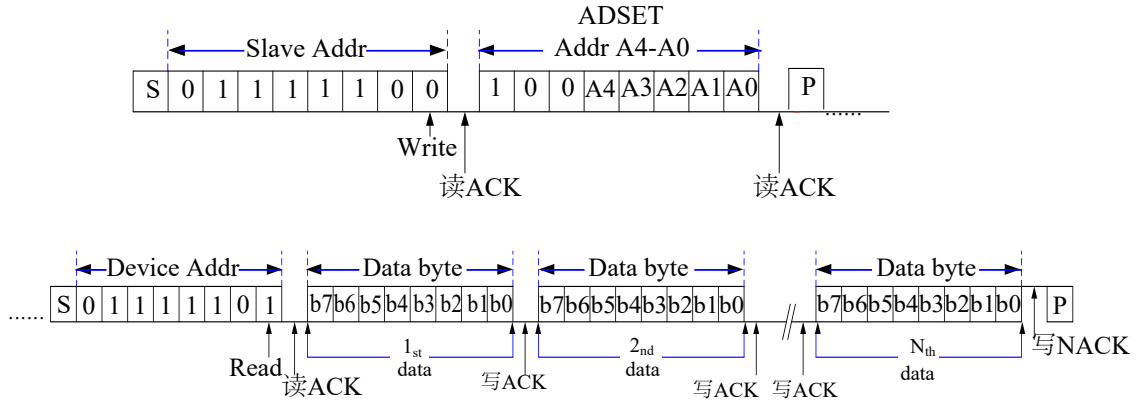 ADSET
Slave Addr Addr A4-A0
S 0 1 1 1 1 1 0 0 1 0 0 A4 A3 A2 A1 A0 P
......
Write
读ACK 读ACK
Device Addr Data byte Data byte Data byte
...... S 0 1 1 1 1 1 0 1 b7 b6 b5 b4 b3 b2 b1 b0 b7 b6 b5 b4 b3 b2 b1 b0 // b7 b6 b5 b4 b3 b2 b1 b0 P
Read 1st 2nd Nth 写NACK
读ACK data 写ACK data 写ACK 写ACK data